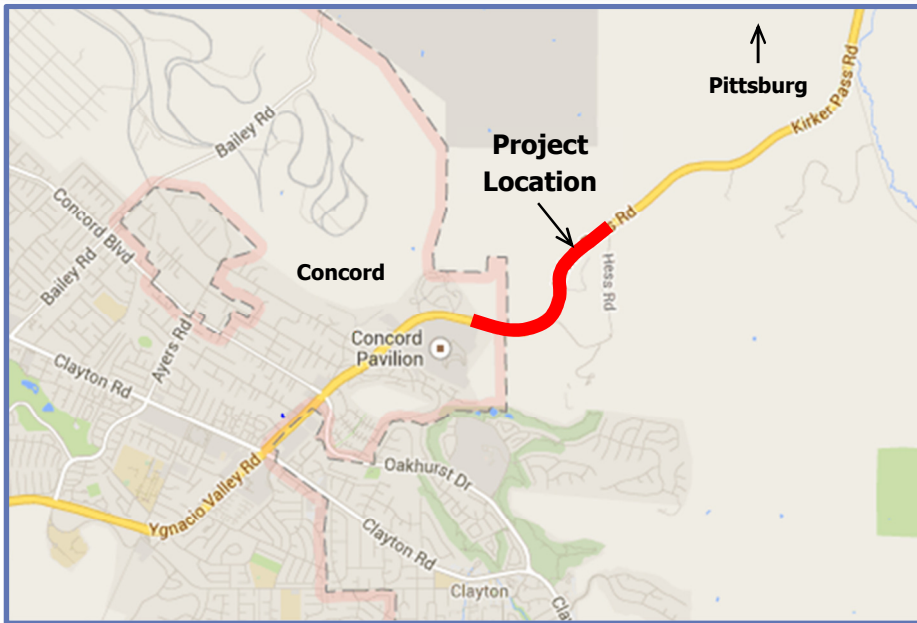 Pittsburg
Kirker Pass Rd
Bailey Rd
Project
Location
Concord Blvd
Rd
Bailey Rd
Concord
Hess Rd
Ayers Rd
Concord
Pavilion
Clayton Rd
Oakhurst Dr
Ygnacio Valley Rd
Clayton Rd
Clayton